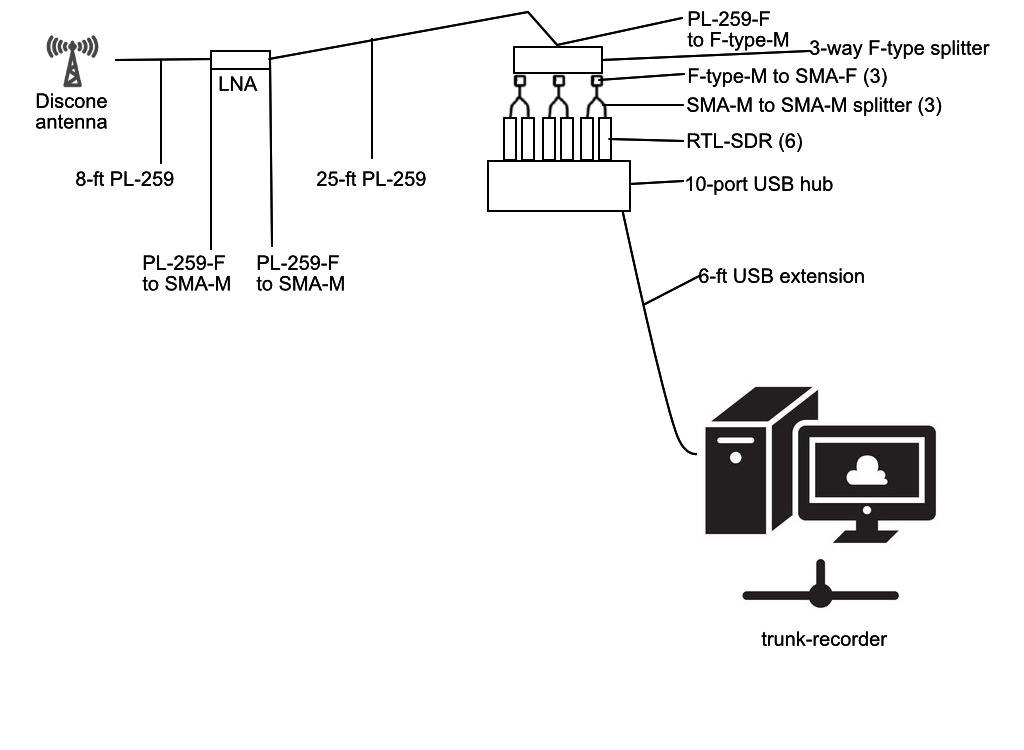 PL-259-F
to F-type-M
3-way F-type splitter
F-type-M to SMA-F (3)
LNA
Discone
antenna
SMA-M to SMA-M splitter (3)
RTL-SDR (6)
8-ft PL-259
25-ft PL-259
10-port USB hub
PL-259-F
to SMA-M
PL-259-F
to SMA-M
6-ft USB extension
trunk-recorder